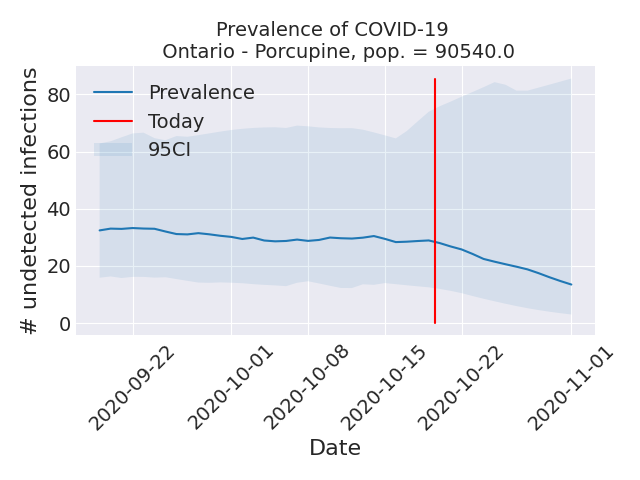 Prevalence of COVID-19
Ontario - Porcupine, pop. = 90540.0
# undetected infections
80
60
40
20
0
Prevalence
Today
95CI
2020-09-22
2020-10-01
2020-10-08
2020-10-15
2020-10-22
2020-11-01
Date